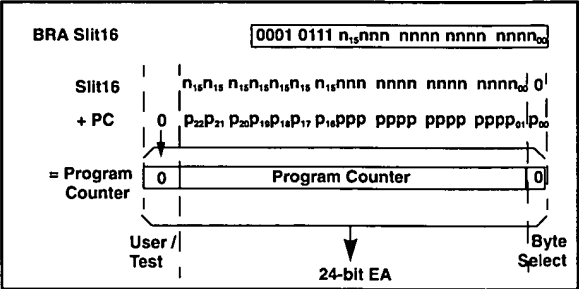 BRA Slit16 0001 0111 n₁₅nnn nnnn nnnn nnnn₀₀
Slit16 n₁₅n₁₅ n₁₅n₁₅n₁₅n₁₅ n₁₅nnn nnnn nnnn nnnn₀₀ 0
+ PC 0 p₂₂p₂₁ p₂₀p₁₉p₁₈p₁₇ p₁₆ppp pppp pppp pppp₀₁ p₀₀
= Program Counter 0 Program Counter 0
User / Test
Byte Select
24-bit EA